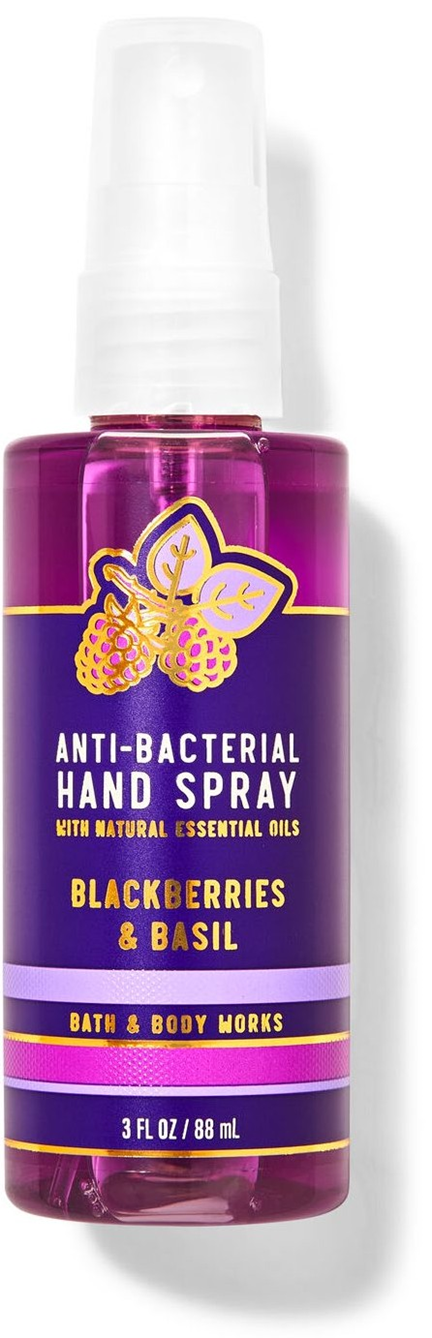 ANTI-BACTERIAL
HAND SPRAY
WITH NATURAL ESSENTIAL OILS
BLACKBERRIES
& BASIL
BATH & BODY WORKS
3 FL OZ / 88 mL